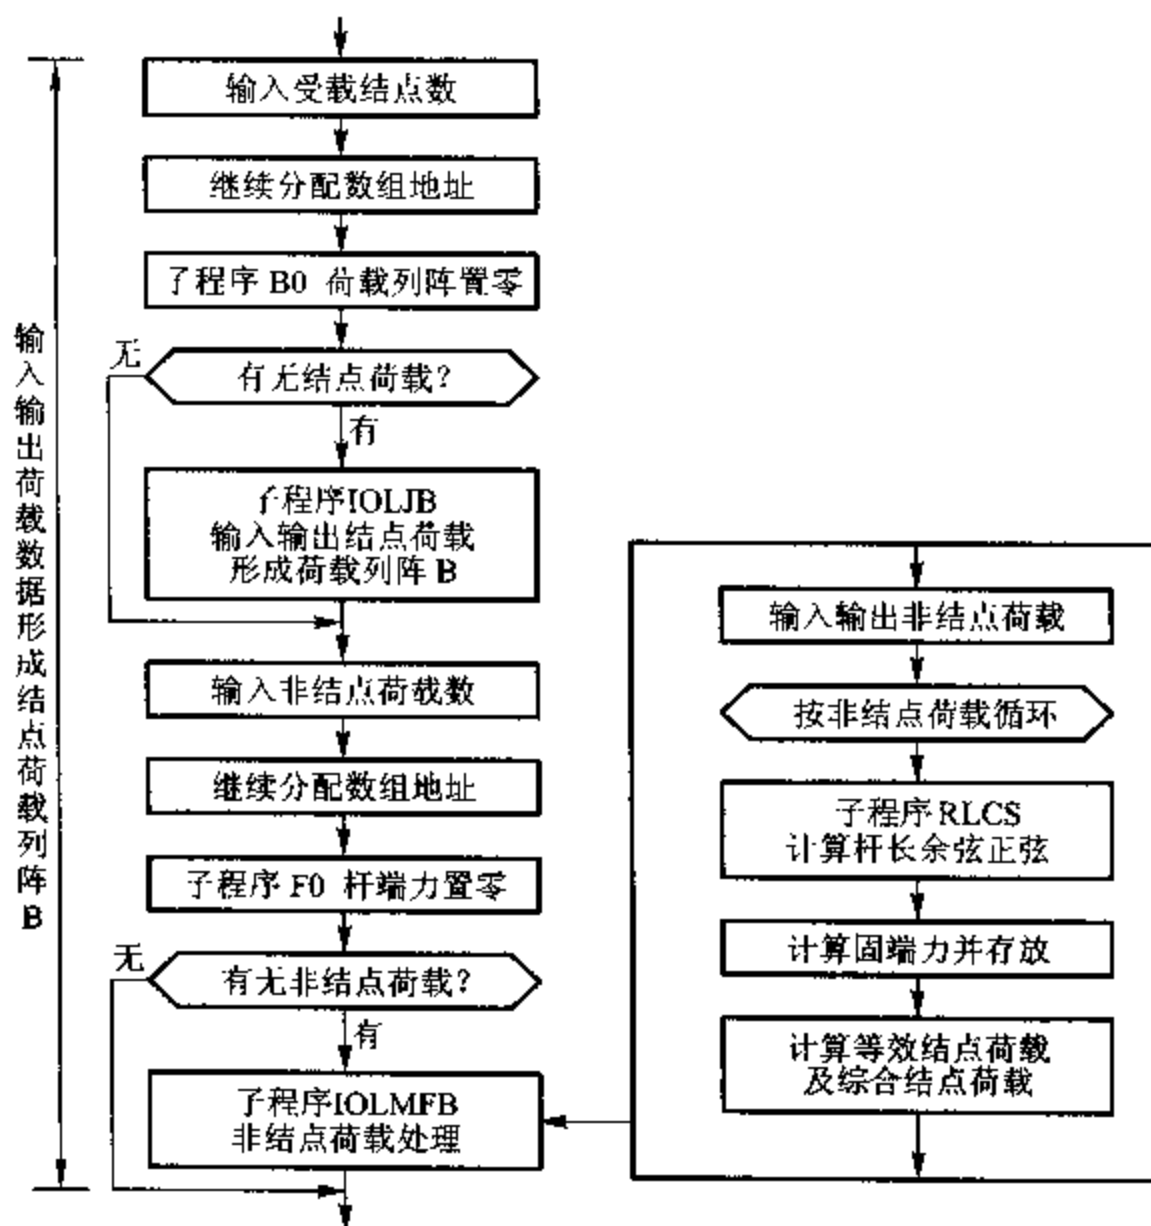 输入输出荷载数据形成结点荷载列阵B
输入受载结点数
继续分配数组地址
子程序 B0 荷载列阵置零
有无结点荷载?
无
有
子程序IOLJB
输入输出结点荷载
形成荷载列阵 B
输入非结点荷载数
继续分配数组地址
子程序 F0 杆端力置零
有无非结点荷载?
无
有
子程序IOLMFB
非结点荷载处理
输入输出非结点荷载
按非结点荷载循环
子程序 RLCS
计算杆长余弦正弦
计算固端力并存放
计算等效结点荷载
及综合结点荷载